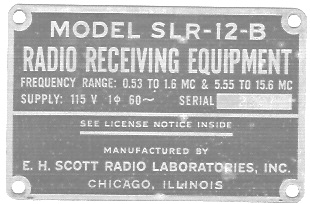 MODEL SLR-12-B
RADIO RECEIVING EQUIPMENT
FREQUENCY RANGE: 0.53 TO 1.6 MC & 5.55 TO 15.6 MC
SUPPLY: 115 V 1ϕ 60~ SERIAL
SEE LICENSE NOTICE INSIDE
MANUFACTURED BY
E. H. SCOTT RADIO LABORATORIES, INC.
CHICAGO, ILLINOIS